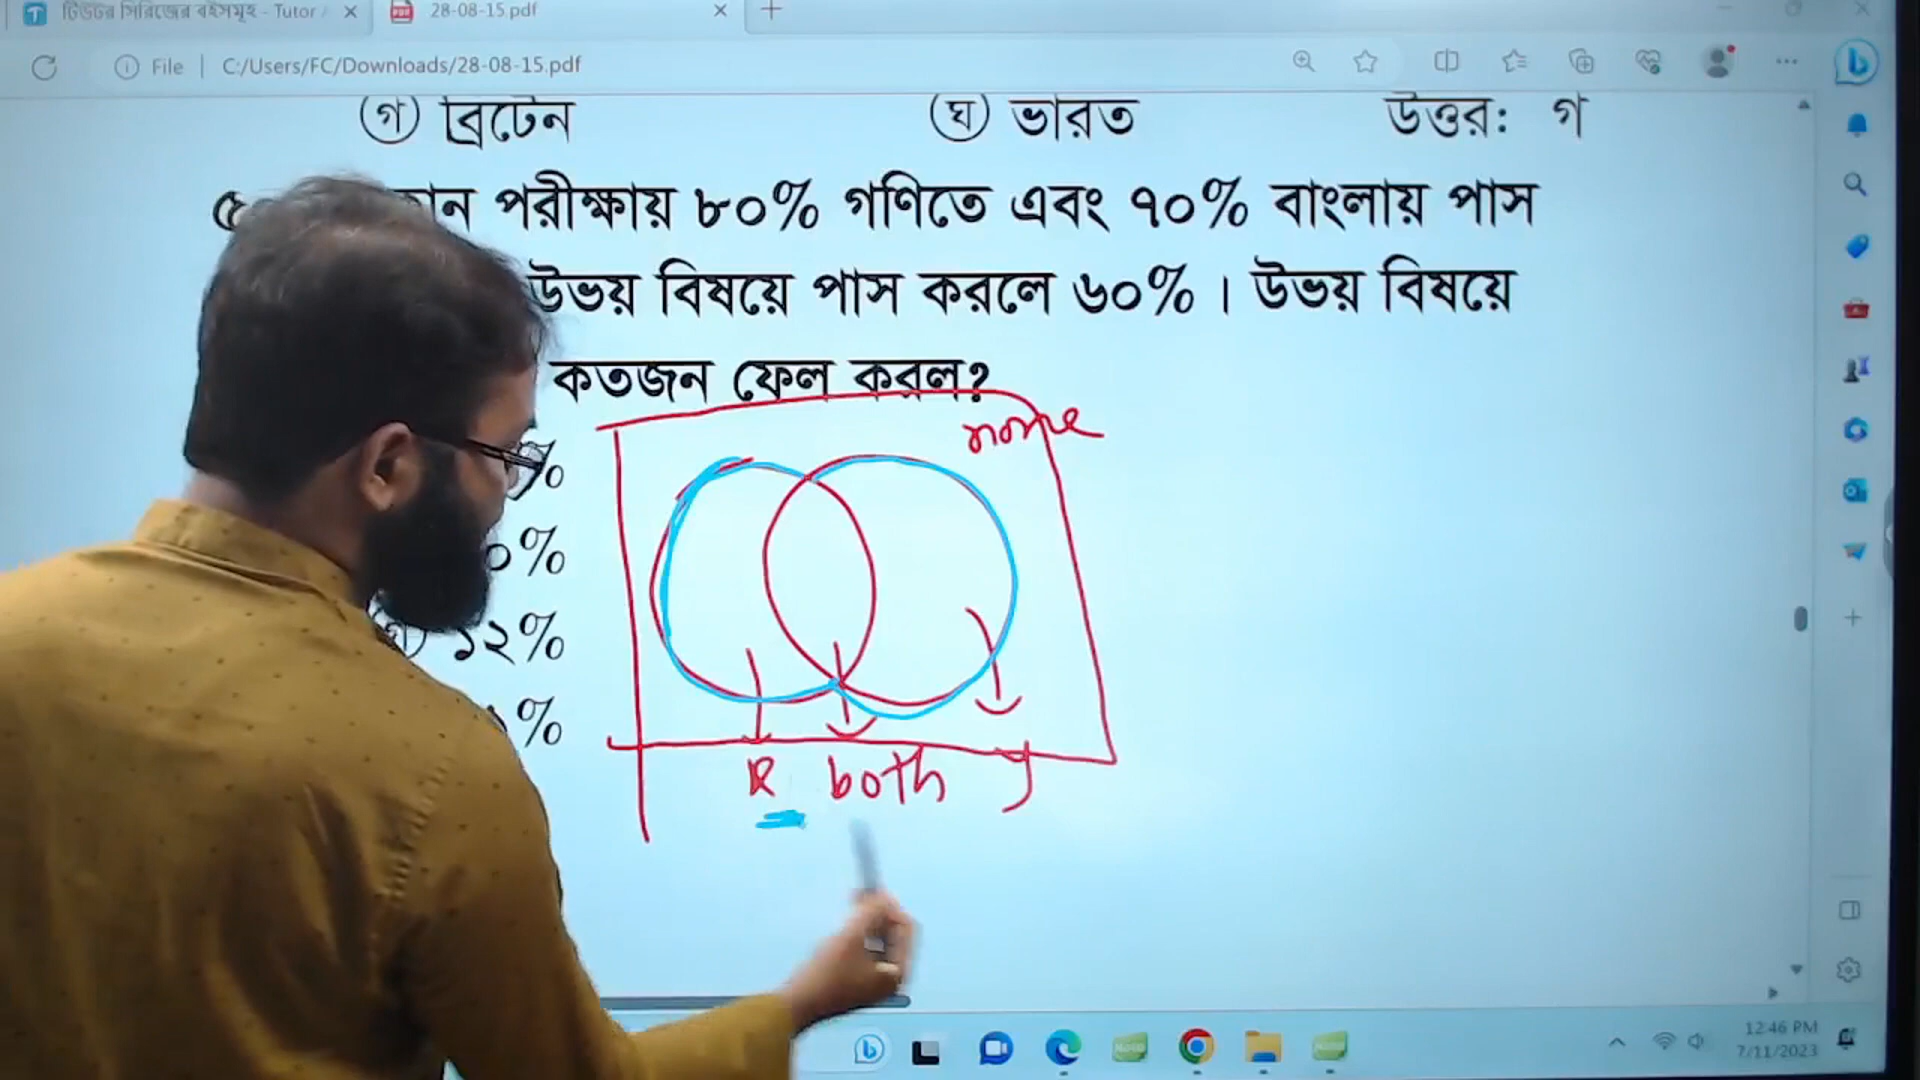 টিউটর সিরিজের বইসমূহ - Tutor
28-08-15.pdf
File | C:/Users/FC/Downloads/28-08-15.pdf
গ ব্রিটেন ঘ ভারত উত্তর: গ
পরীক্ষায় ৮০% গণিতে এবং ৭০% বাংলায় পাস
উভয় বিষয়ে পাস করলে ৬০% । উভয় বিষয়ে
কতজন ফেল করল?
none
%
০%
১২%
%
both
12:46 PM
7/11/2023